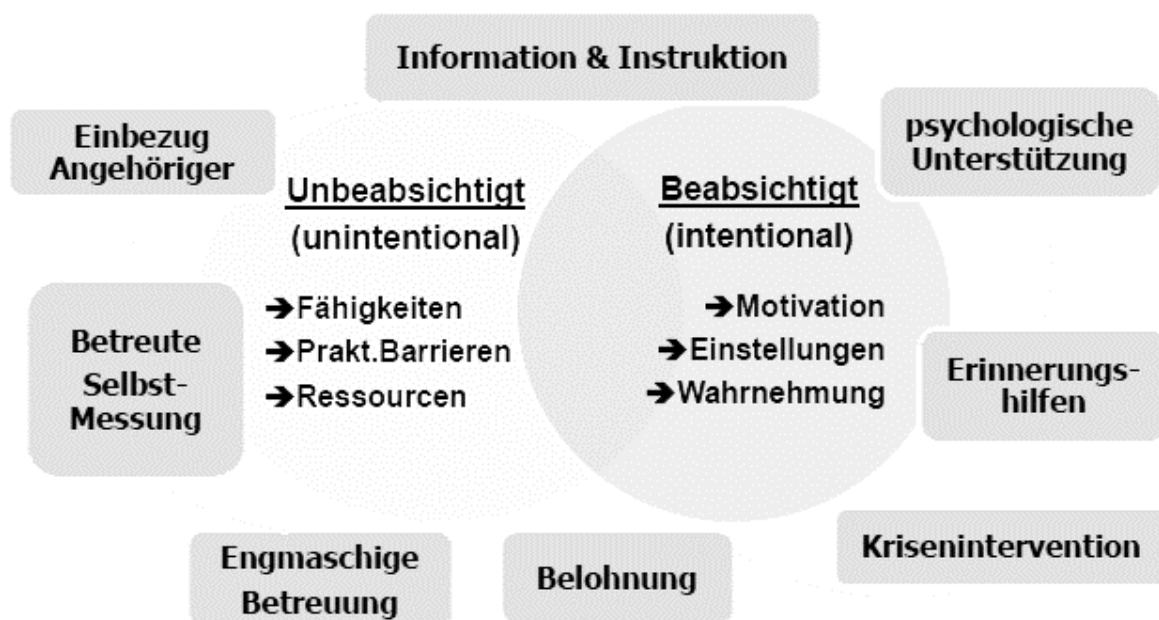 Information & Instruktion
Einbezug
Angehöriger
psychologische
Unterstützung
Unbeabsichtigt
(unintentional)
➔Fähigkeiten
➔Prakt.Barrieren
➔Ressourcen
Beabsichtigt
(intentional)
➔Motivation
➔Einstellungen
➔Wahrnehmung
Betreute
Selbst-
Messung
Erinnerungs-
hilfen
Engmaschige
Betreuung
Belohnung
Krisenintervention